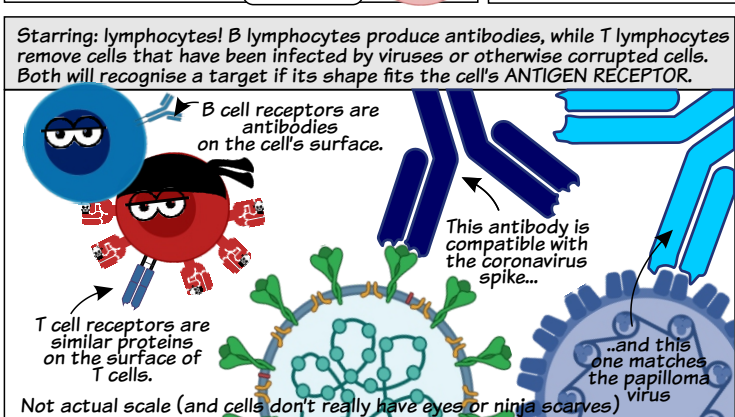 Starring: lymphocytes! B lymphocytes produce antibodies, while T lymphocytes
remove cells that have been infected by viruses or otherwise corrupted cells.
Both will recognise a target if its shape fits the cell's ANTIGEN RECEPTOR.
B cell receptors are
antibodies
on the cell's surface.
This antibody is
compatible with
the coronavirus
spike...
T cell receptors are
similar proteins
on the surface of
T cells.
..and this
one matches
the papilloma
virus
Not actual scale (and cells don't really have eyes or ninja scarves)